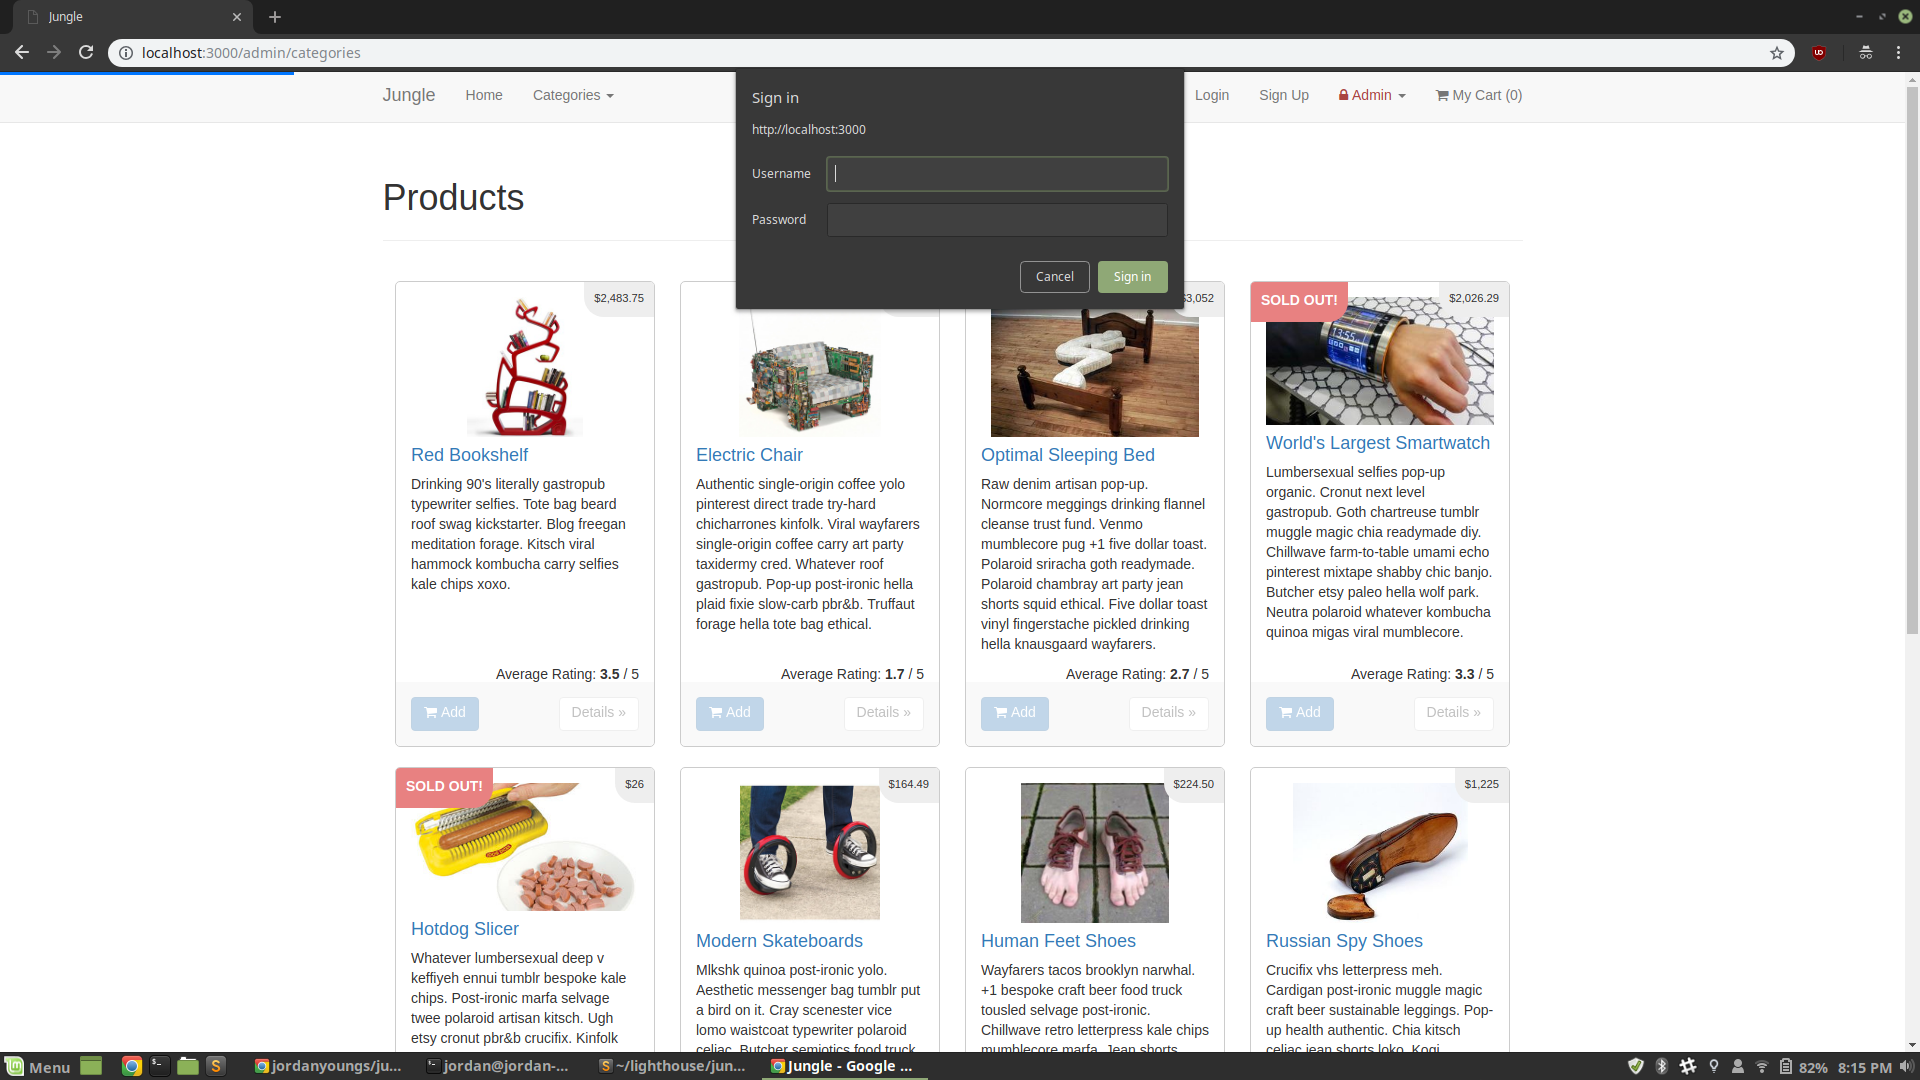 Jungle
localhost:3000/admin/categories
Jungle Home Categories Login Sign Up Admin My Cart (0)
Sign in
http://localhost:3000
Username
Password
Cancel Sign in
Products
$2,483.75
Red Bookshelf
Drinking 90's literally gastropub
typewriter selfies. Tote bag beard
roof swag kickstarter. Blog freegan
meditation forage. Kitsch viral
hammock kombucha carry selfies
kale chips xoxo.
Average Rating: 3.5 / 5
Add Details »
Electric Chair
Authentic single-origin coffee yolo
pinterest direct trade try-hard
chicharrones kinfolk. Viral wayfarers
single-origin coffee carry art party
taxidermy cred. Whatever roof
gastropub. Pop-up post-ironic hella
plaid fixie slow-carb pbr&b. Truffaut
forage hella tote bag ethical.
Average Rating: 1.7 / 5
Add Details »
$3,052
Optimal Sleeping Bed
Raw denim artisan pop-up.
Normcore meggings drinking flannel
cleanse trust fund. Venmo
mumblecore pug +1 five dollar toast.
Polaroid sriracha goth readymade.
Polaroid chambray art party jean
shorts squid ethical. Five dollar toast
vinyl fingerstache pickled drinking
hella knausgaard wayfarers.
Average Rating: 2.7 / 5
Add Details »
SOLD OUT! $2,026.29
13:55
World's Largest Smartwatch
Lumbersexual selfies pop-up
organic. Cronut next level
gastropub. Goth chartreuse tumblr
muggle magic chia readymade diy.
Chillwave farm-to-table umami echo
pinterest mixtape shabby chic banjo.
Butcher etsy paleo hella wolf park.
Neutra polaroid whatever kombucha
quinoa migas viral mumblecore.
Average Rating: 3.3 / 5
Add Details »
SOLD OUT! $26
Hotdog Slicer
Whatever lumbersexual deep v
keffiyeh ennui tumblr bespoke kale
chips. Post-ironic marfa selvage
twee polaroid artisan kitsch. Ugh
etsy cronut pbr&b crucifix. Kinfolk
$164.49
Modern Skateboards
Mlkshk quinoa post-ironic yolo.
Aesthetic messenger bag tumblr put
a bird on it. Cray scenester vice
lomo waistcoat typewriter polaroid
celiac. Butcher semiotics food truck
$224.50
Human Feet Shoes
Wayfarers tacos brooklyn narwhal.
+1 bespoke craft beer food truck
tousled selvage post-ironic.
Chillwave retro letterpress kale chips
mumblecore marfa. Jean shorts
$1,225
Russian Spy Shoes
Crucifix vhs letterpress meh.
Cardigan post-ironic muggle magic
craft beer sustainable leggings. Pop-
up health authentic. Chia kitsch
celiac jean shorts loko. Kogi
Menu jordanyoungs/ju... jordan@jordan-... ~/lighthouse/jun... Jungle - Google ... 82% 8:15 PM